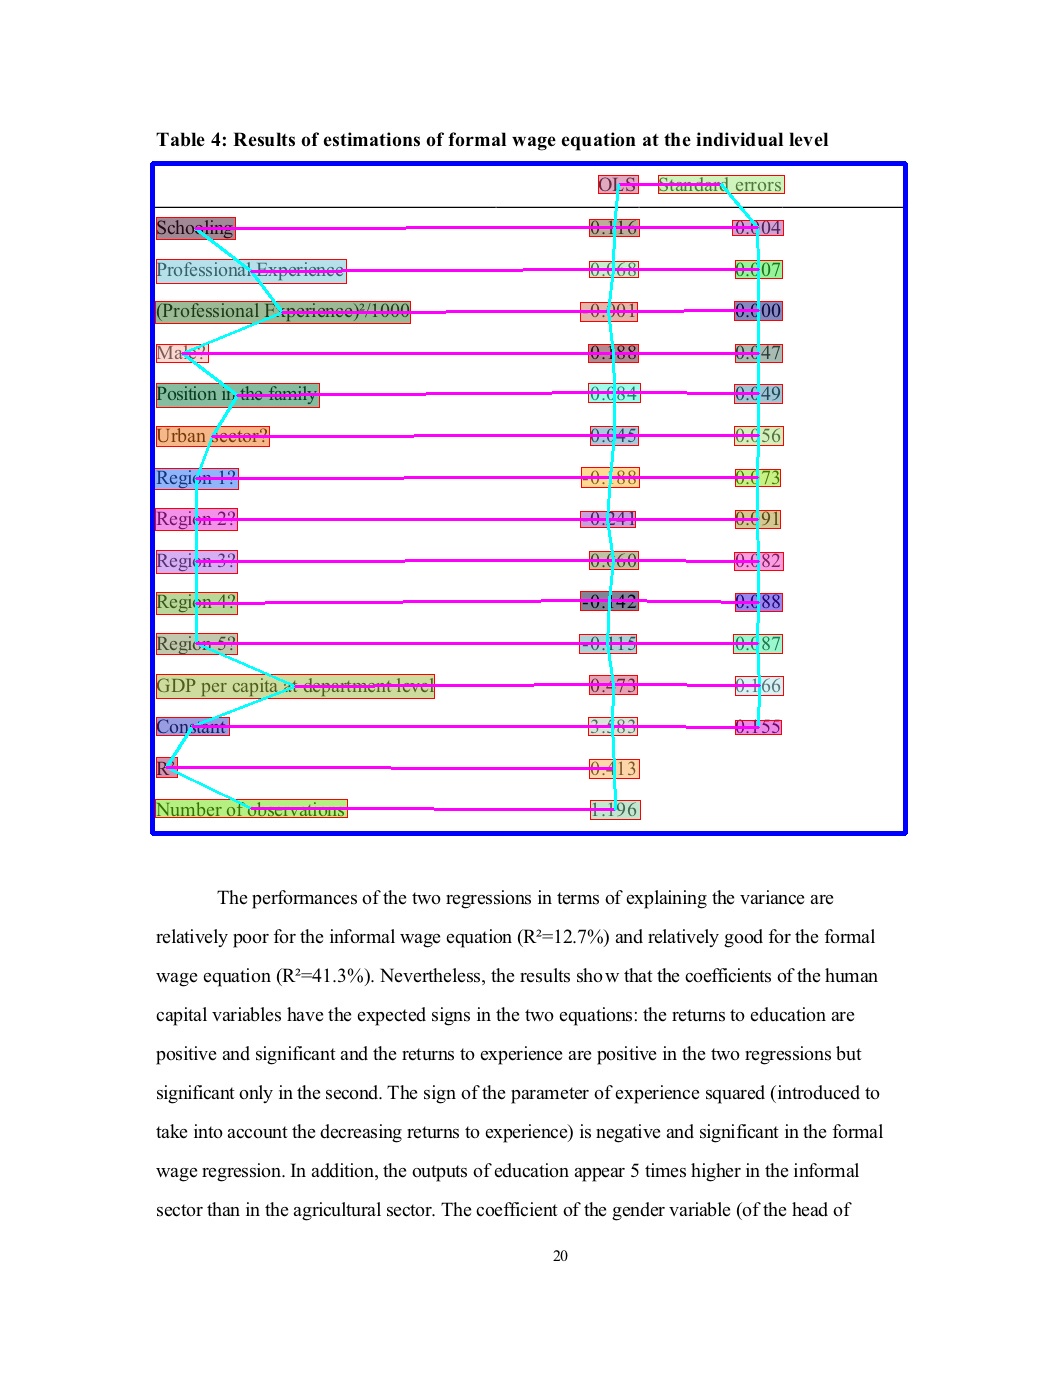 Table 4: Results of estimations of formal wage equation at the individual level
OLS Standard errors
Schooling 0.116 0.004
Professional Experience 0.068 0.007
(Professional Experience)²/1000 -0.001 0.000
Male? 0.188 0.047
Position in the family 0.084 0.049
Urban sector? 0.045 0.056
Region 1? -0.188 0.073
Region 2? -0.241 0.091
Region 3? 0.060 0.082
Region 4? -0.142 0.088
Region 5? -0.115 0.087
GDP per capita at department level 0.473 0.166
Constant 3.583 0.155
R² 0.413
Number of observations 1.196
The performances of the two regressions in terms of explaining the variance are
relatively poor for the informal wage equation (R²=12.7%) and relatively good for the formal
wage equation (R²=41.3%). Nevertheless, the results show that the coefficients of the human
capital variables have the expected signs in the two equations: the returns to education are
positive and significant and the returns to experience are positive in the two regressions but
significant only in the second. The sign of the parameter of experience squared (introduced to
take into account the decreasing returns to experience) is negative and significant in the formal
wage regression. In addition, the outputs of education appear 5 times higher in the informal
sector than in the agricultural sector. The coefficient of the gender variable (of the head of
20